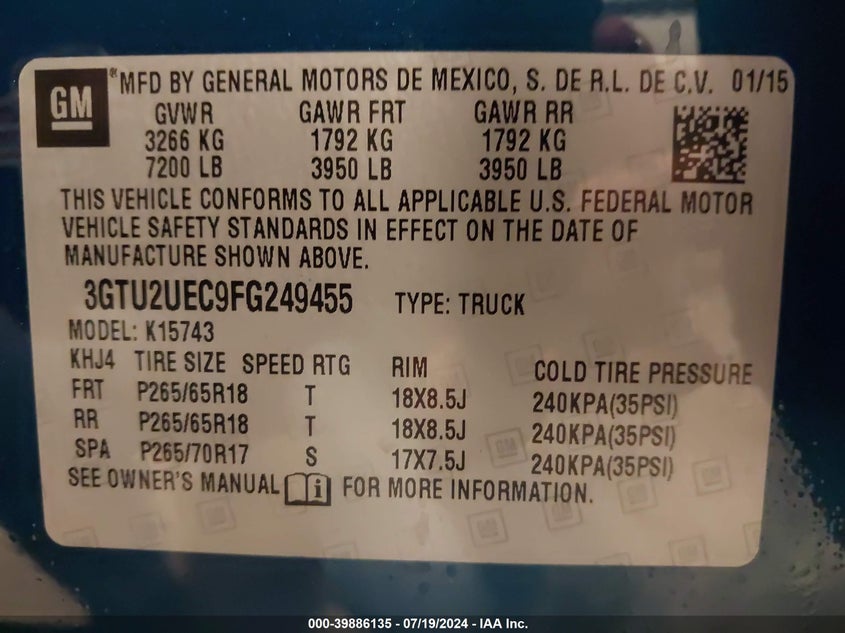 GM ® MFD BY GENERAL MOTORS DE MEXICO, S. DE R.L. DE C.V. 01/15
GVWR GAWR FRT GAWR RR
3266 KG 1792 KG 1792 KG
7200 LB 3950 LB 3950 LB
THIS VEHICLE CONFORMS TO ALL APPLICABLE U.S. FEDERAL MOTOR
VEHICLE SAFETY STANDARDS IN EFFECT ON THE DATE OF
MANUFACTURE SHOWN ABOVE.
3GTU2UEC9FG249455 TYPE: TRUCK
MODEL: K15743
KHJ4 TIRE SIZE SPEED RTG RIM COLD TIRE PRESSURE
FRT P265/65R18 T 18X8.5J 240KPA(35PSI)
RR P265/65R18 T 18X8.5J 240KPA(35PSI)
SPA P265/70R17 S 17X7.5J 240KPA(35PSI)
SEE OWNER'S MANUAL i FOR MORE INFORMATION.
000-39886135 - 07/19/2024 - IAA Inc.